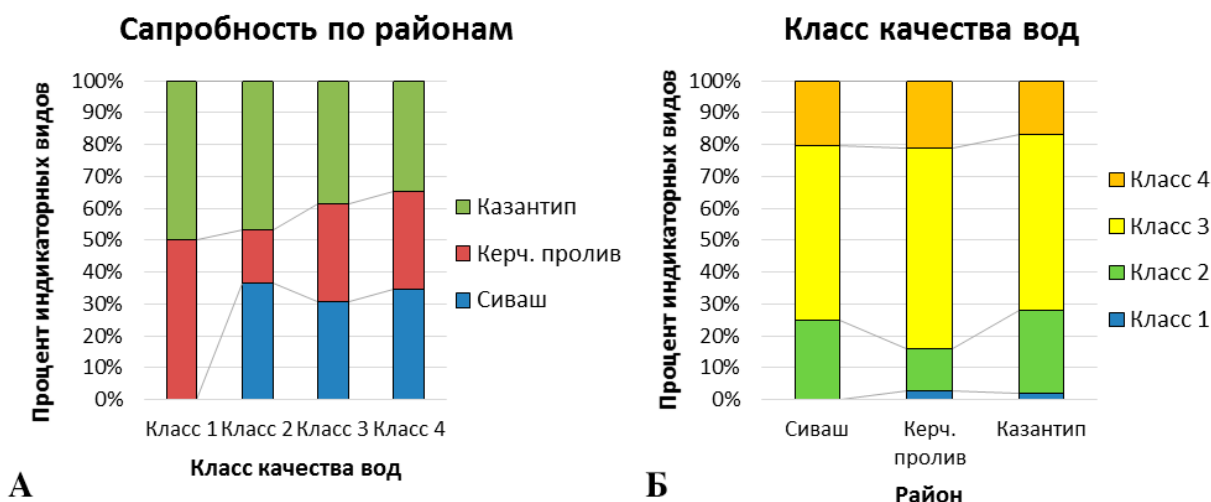 Сапробность по районам
Процент индикаторных видов
100%
90%
80%
70%
60%
50%
40%
30%
20%
10%
0%
Класс 1 Класс 2 Класс 3 Класс 4
Класс качества вод
Казантип
Керч. пролив
Сиваш
А
Класс качества вод
Процент индикаторных видов
100%
90%
80%
70%
60%
50%
40%
30%
20%
10%
0%
Сиваш Керч. Казантип
пролив
Район
Класс 4
Класс 3
Класс 2
Класс 1
Б